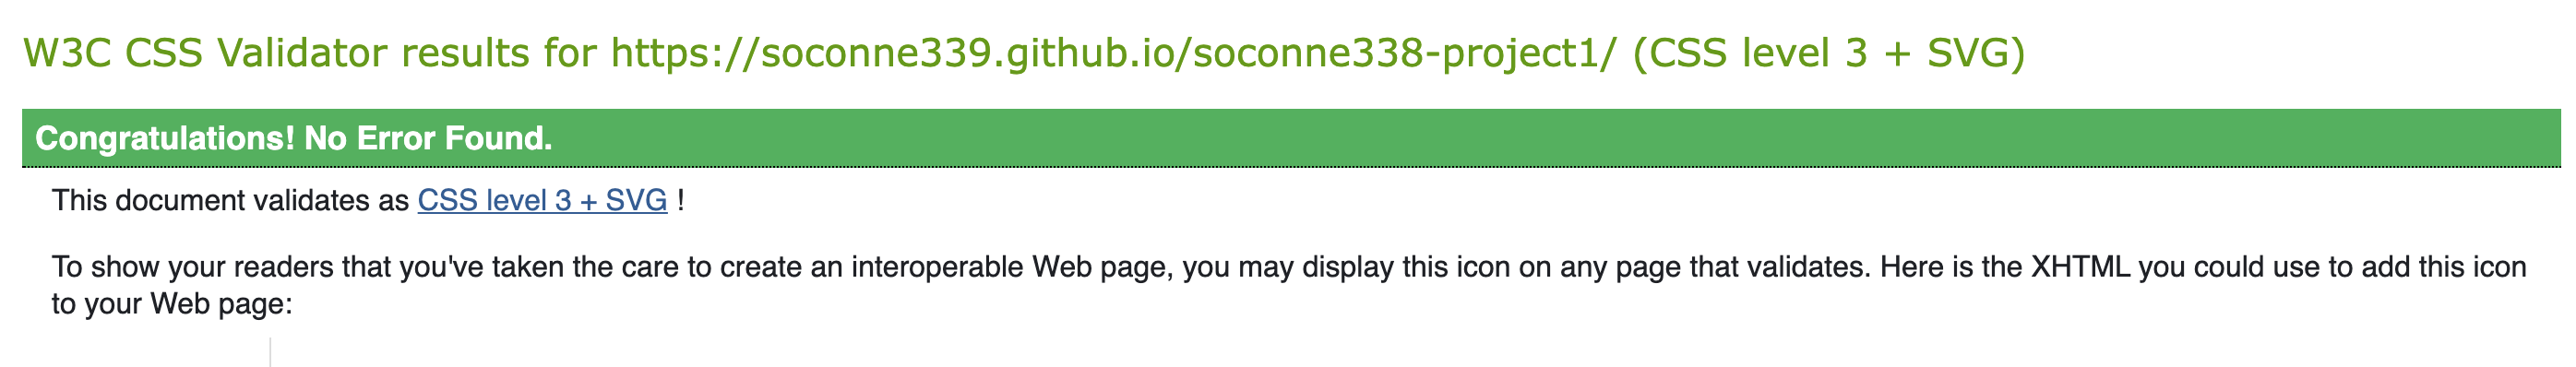 W3C CSS Validator results for https://soconne339.github.io/soconne338-project1/ (CSS level 3 + SVG)
Congratulations! No Error Found.
This document validates as CSS level 3 + SVG !
To show your readers that you've taken the care to create an interoperable Web page, you may display this icon on any page that validates. Here is the XHTML you could use to add this icon
to your Web page: